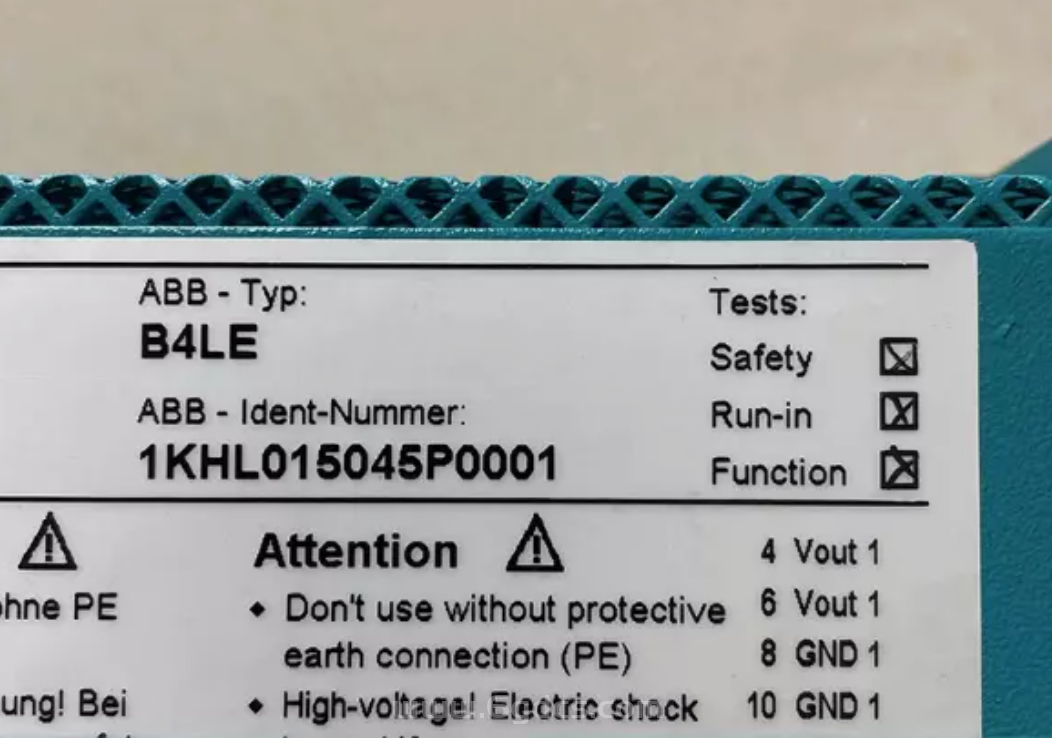 ABB - Typ:
B4LE
ABB - Ident-Nummer:
1KHL015045P0001
Tests:
Safety ☒
Run-in ☒
Function ☒
ohne PE
ung! Bei
Attention
• Don't use without protective
earth connection (PE)
• High-voltage! Electric shock
4 Vout 1
6 Vout 1
8 GND 1
10 GND 1